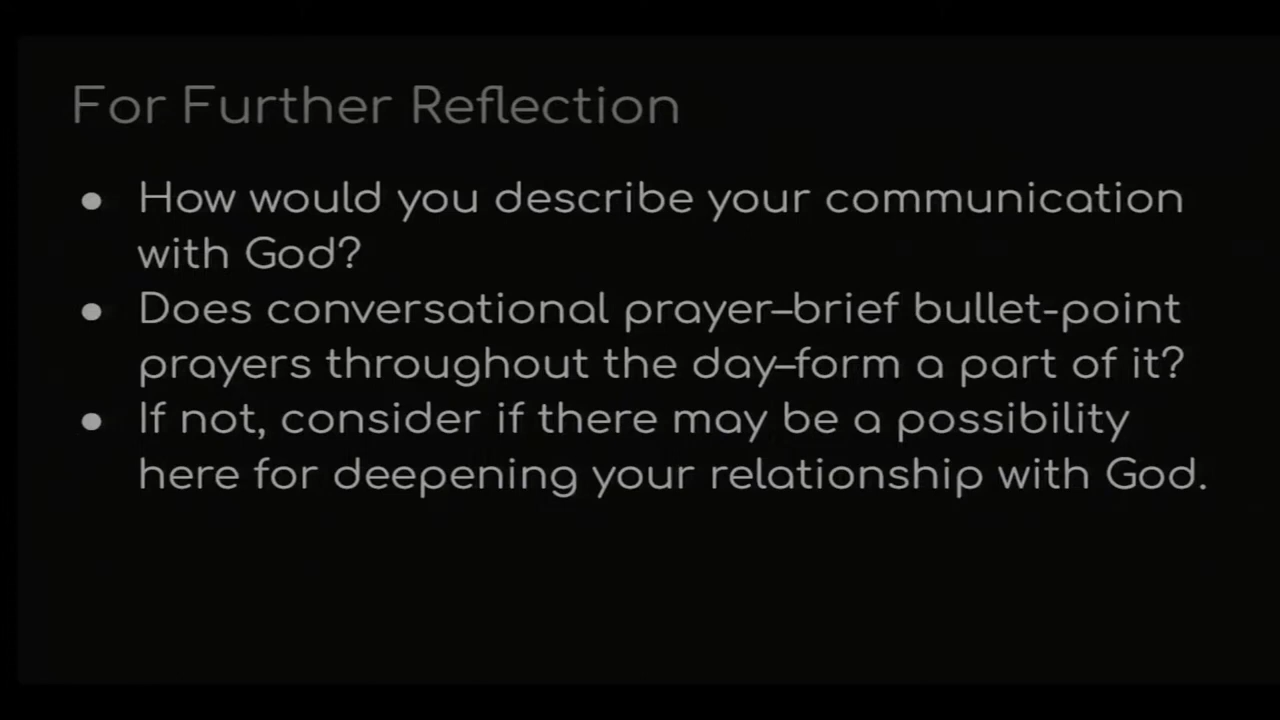 For Further Reflection
● How would you describe your communication
with God?
● Does conversational prayer–brief bullet-point
prayers throughout the day–form a part of it?
● If not, consider if there may be a possibility
here for deepening your relationship with God.